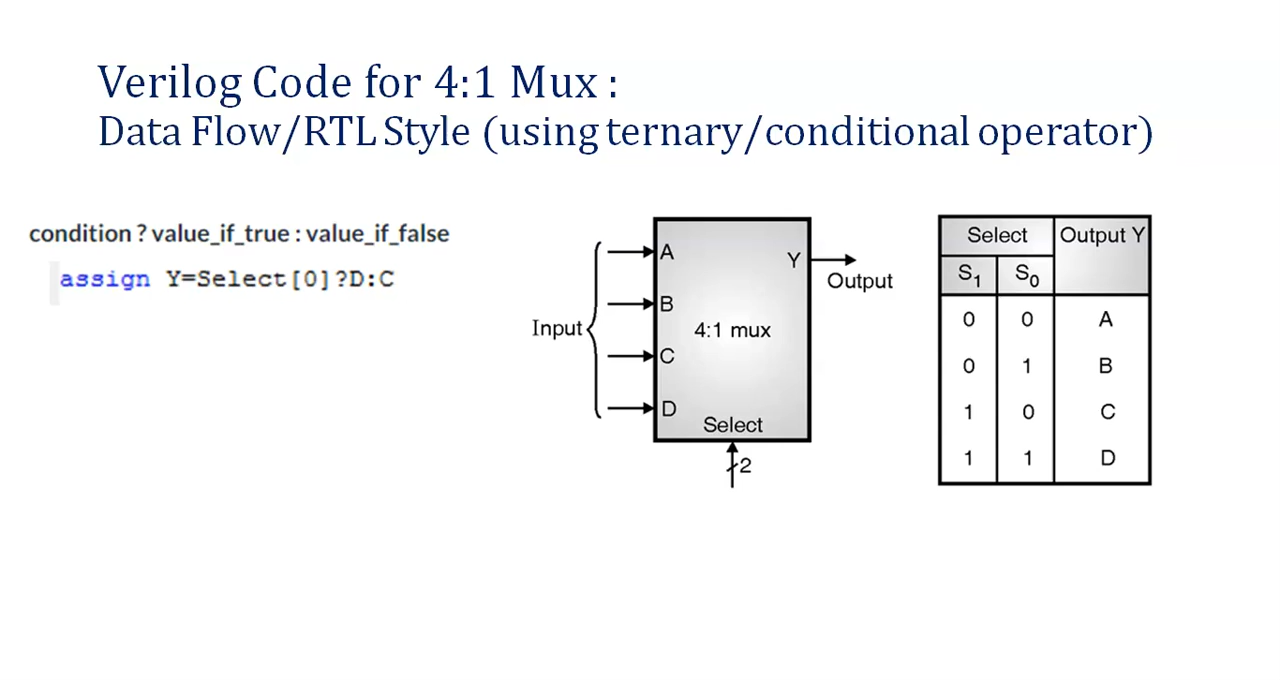 Verilog Code for 4:1 Mux :
Data Flow/RTL Style (using ternary/conditional operator)
condition ? value_if_true : value_if_false
assign Y=Select[0]?D:C
Input
A
B
C
D
4:1 mux
Select
2
Y
Output
Select Output Y
S₁ S₀
0 0 A
0 1 B
1 0 C
1 1 D